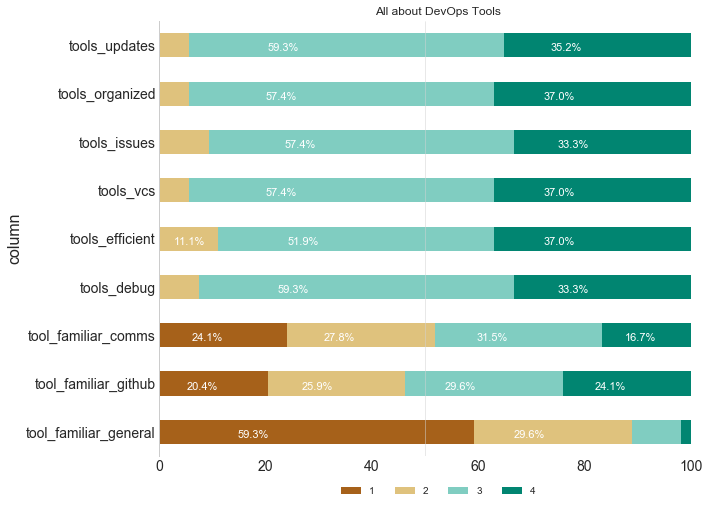 All about DevOps Tools
column
tools_updates 59.3% 35.2%
tools_organized 57.4% 37.0%
tools_issues 57.4% 33.3%
tools_vcs 57.4% 37.0%
tools_efficient 11.1% 51.9% 37.0%
tools_debug 59.3% 33.3%
tool_familiar_comms 24.1% 27.8% 31.5% 16.7%
tool_familiar_github 20.4% 25.9% 29.6% 24.1%
tool_familiar_general 59.3% 29.6%
0 20 40 60 80 100
1 2 3 4